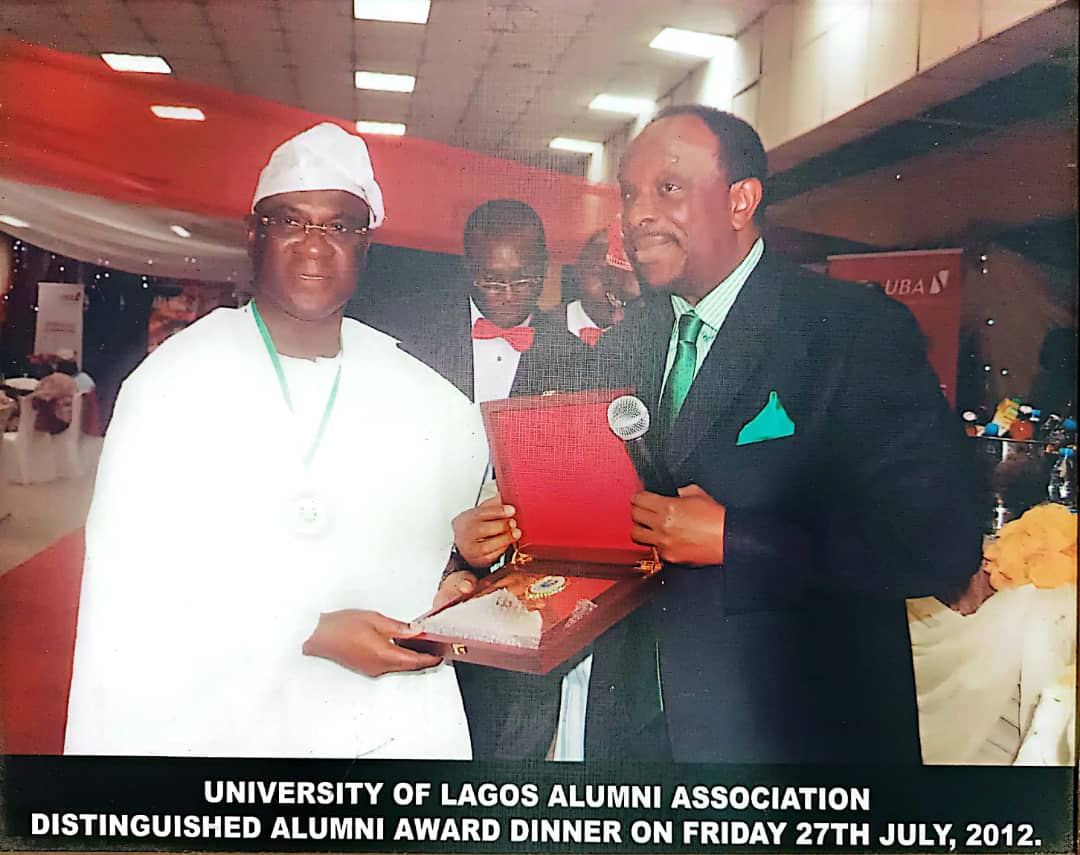 UBA
UNIVERSITY OF LAGOS ALUMNI ASSOCIATION
DISTINGUISHED ALUMNI AWARD DINNER ON FRIDAY 27TH JULY, 2012.